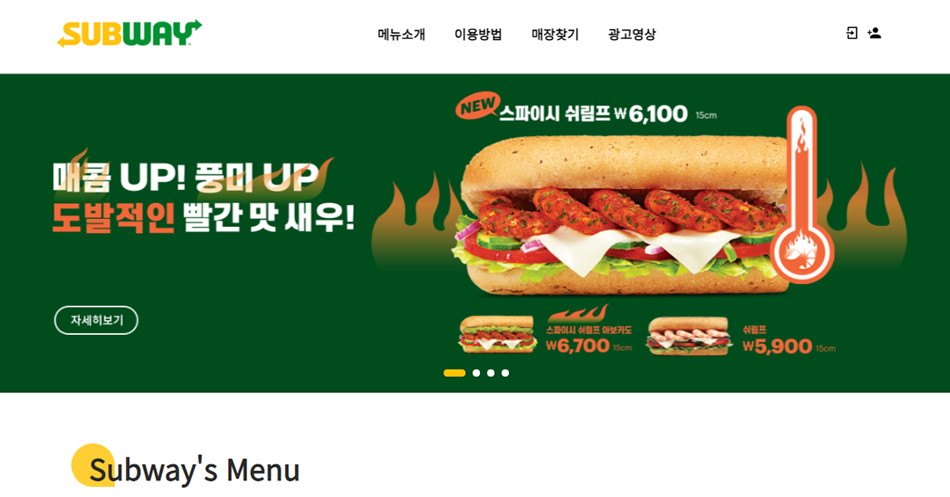 SUBWAY
메뉴소개 이용방법 매장찾기 광고영상
NEW 스파이시 쉬림프 ₩6,100 15cm
매콤 UP! 풍미 UP
도발적인 빨간 맛 새우!
자세히보기
스파이시 쉬림프 아보카도
₩6,700 15cm
쉬림프
₩5,900 15cm
Subway's Menu